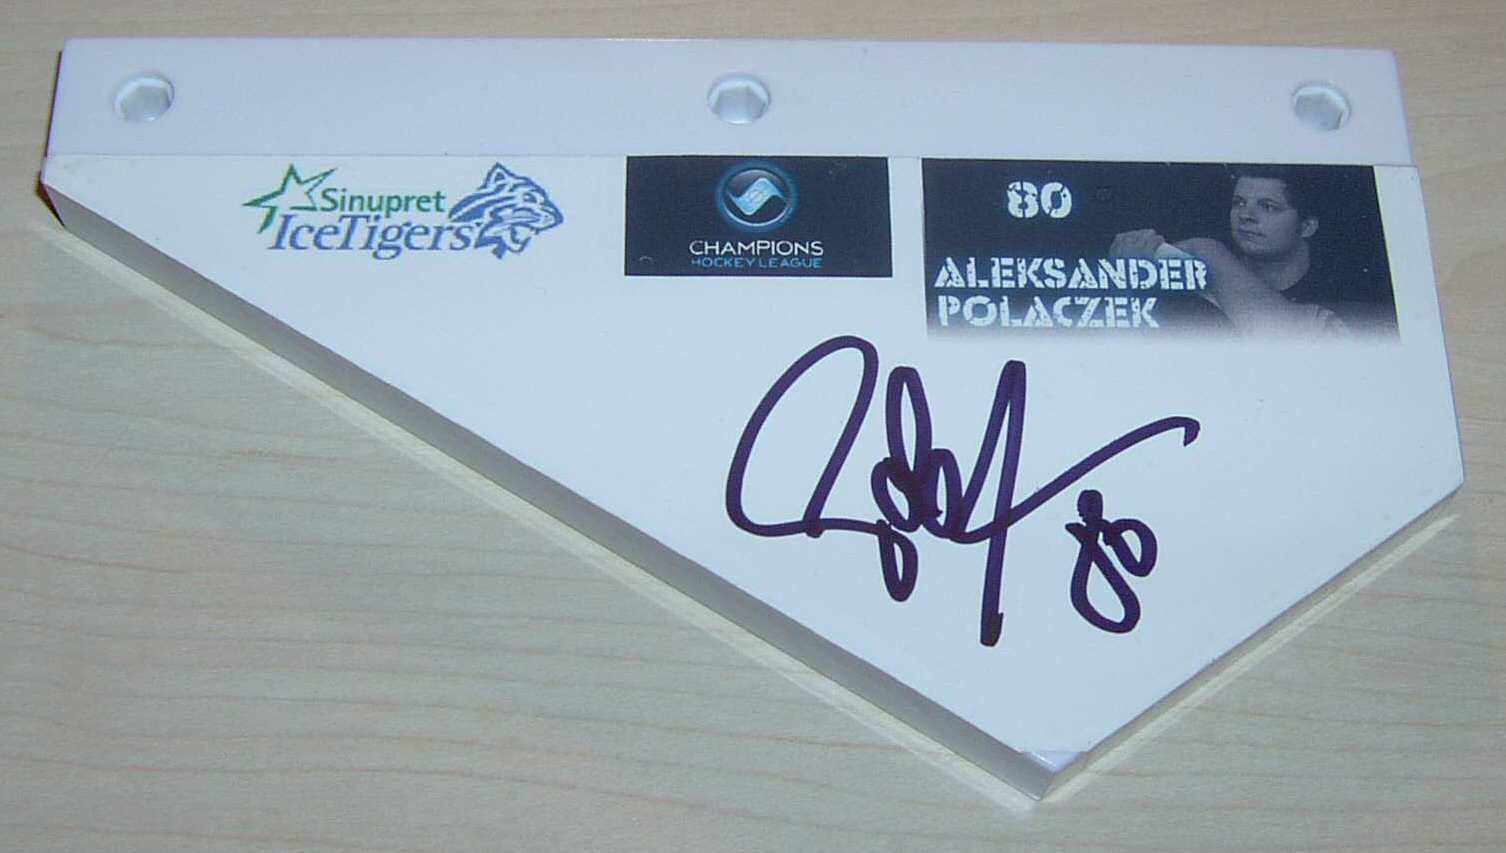 Sinupret
IceTigers
CHAMPIONS
HOCKEY LEAGUE
80
ALEKSANDER
POLACZEK
80